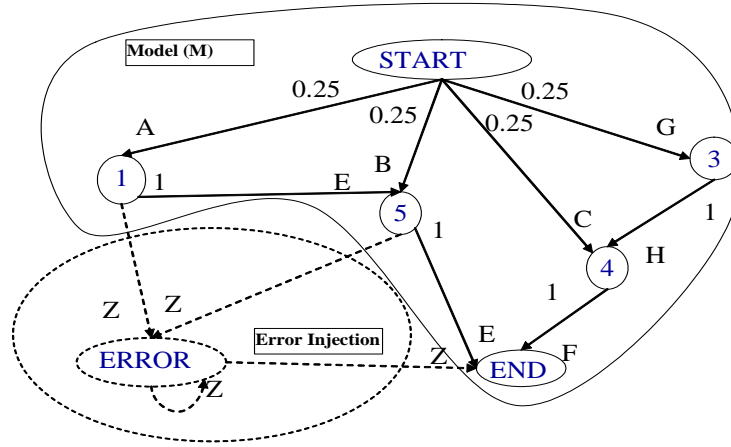 Model (M)
START
0.25
0.25
0.25
0.25
A
B
G
C
1
1
E
5
3
1
4
1
H
1
Z
Z
Error Injection
ERROR
Z
Z
E
END
F